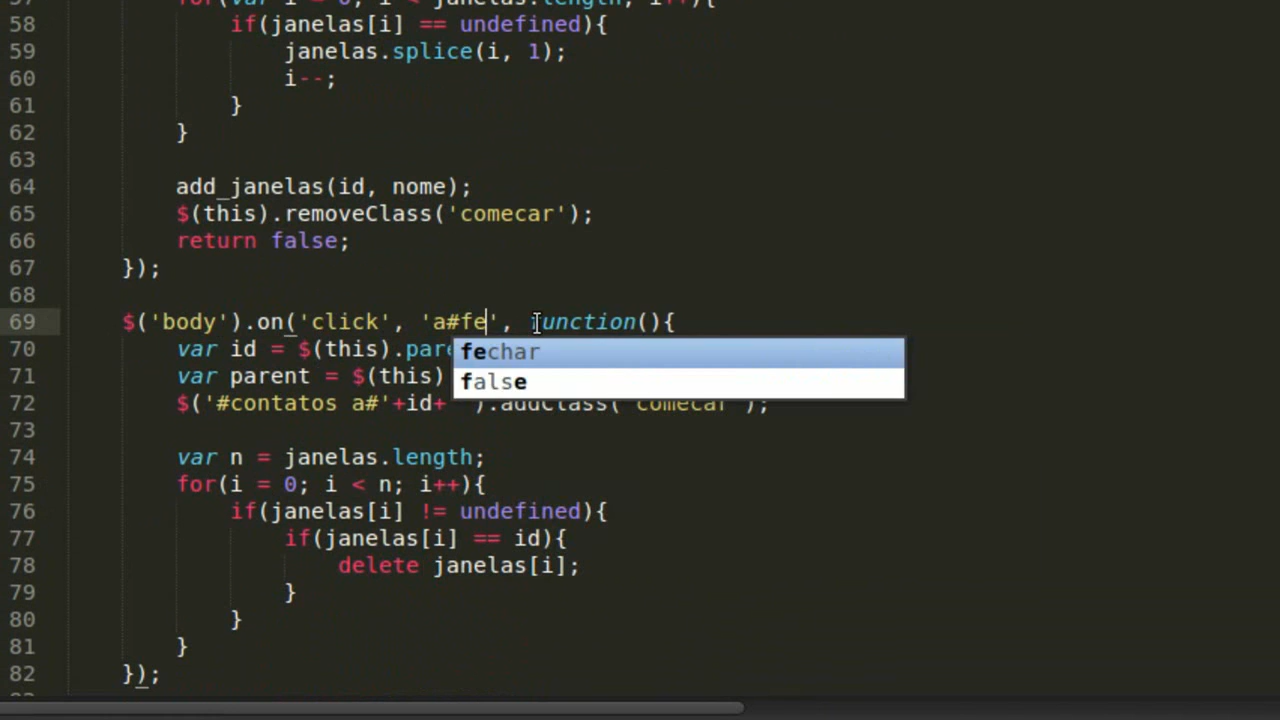 57 for(var i = 0; i < janelas.length; i++){
58 if(janelas[i] == undefined){
59 janelas.splice(i, 1);
60 i--;
61 }
62 }
63
64 add_janelas(id, nome);
65 $(this).removeClass('comecar');
66 return false;
67 });
68
69 $('body').on('click', 'a#fe', function(){
70 var id = $(this).pare
fechar
71 var parent = $(this)
false
72 $('#contatos a#'+id+'').addClass('comecar');
73
74 var n = janelas.length;
75 for(i = 0; i < n; i++){
76 if(janelas[i] != undefined){
77 if(janelas[i] == id){
78 delete janelas[i];
79 }
80 }
81 }
82 });